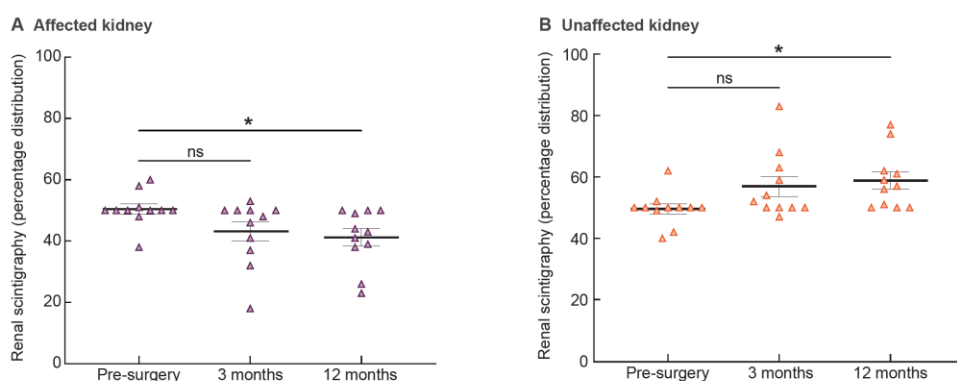 A Affected kidney
Renal scintigraphy (percentage distribution)
100
80
60
40
20
0
*
ns
Pre-surgery
3 months
12 months
B Unaffected kidney
Renal scintigraphy (percentage distribution)
100
80
60
40
20
0
*
ns
Pre-surgery
3 months
12 months